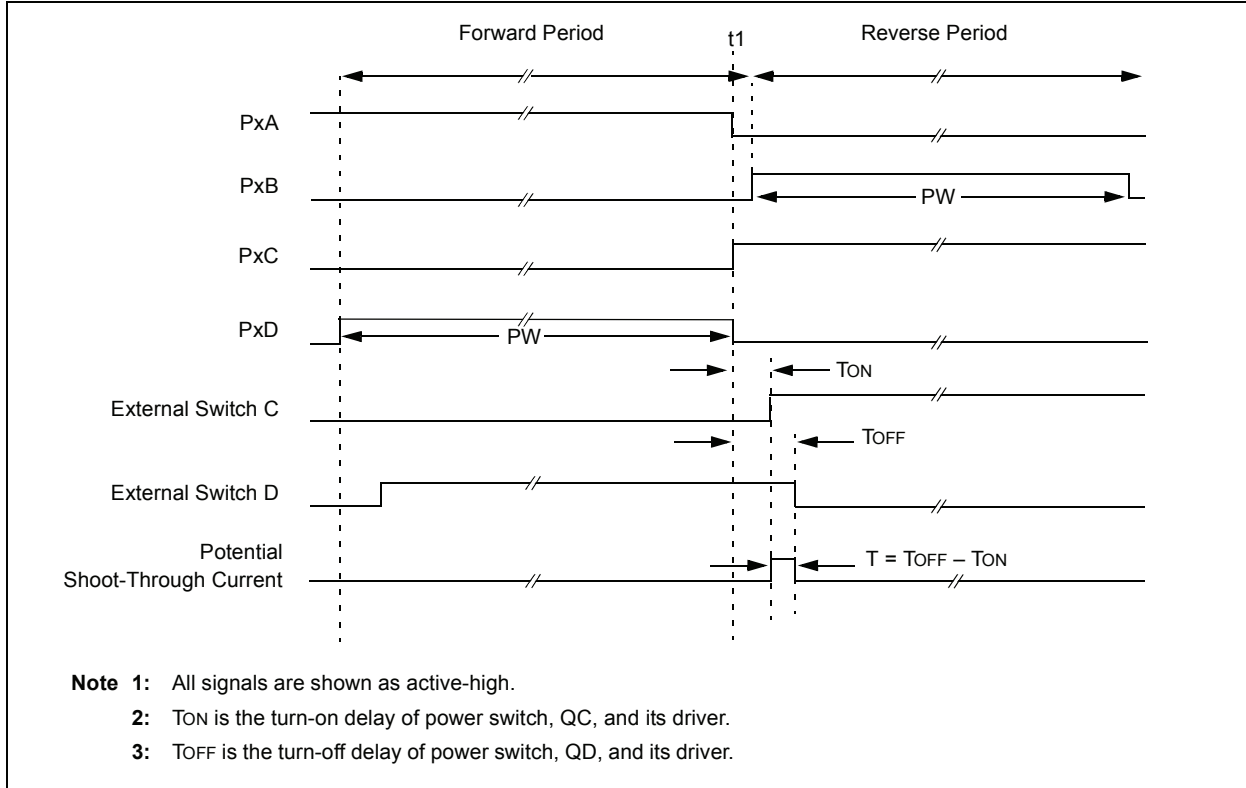 Forward Period
t1
Reverse Period
PxA
PxB
PW
PxC
PxD
PW
TON
External Switch C
TOFF
External Switch D
Potential
Shoot-Through Current
T = TOFF – TON
Note 1: All signals are shown as active-high.
2: TON is the turn-on delay of power switch, QC, and its driver.
3: TOFF is the turn-off delay of power switch, QD, and its driver.